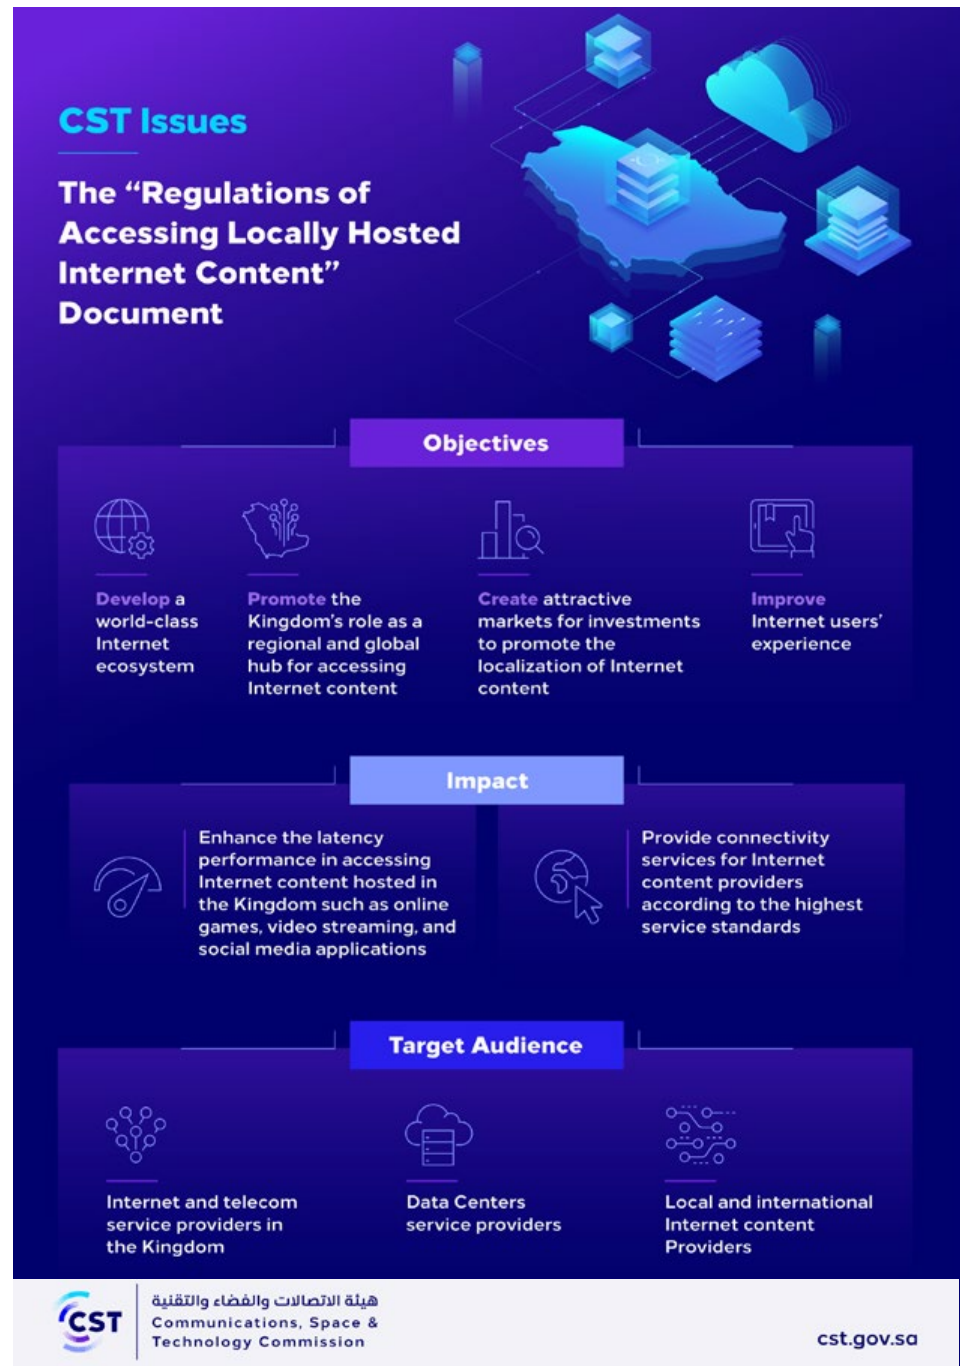 CST Issues
The “Regulations of
Accessing Locally Hosted
Internet Content”
Document
Objectives
Develop a
world-class
Internet
ecosystem
Promote the
Kingdom’s role as a
regional and global
hub for accessing
Internet content
Create attractive
markets for investments
to promote the
localization of Internet
content
Improve
Internet users’
experience
Impact
Enhance the latency
performance in accessing
Internet content hosted in
the Kingdom such as online
games, video streaming, and
social media applications
Provide connectivity
services for Internet
content providers
according to the highest
service standards
Target Audience
Internet and telecom
service providers in
the Kingdom
Data Centers
service providers
Local and international
Internet content
Providers
CST
هيئة الاتصالات والفضاء والتقنية
Communications, Space &
Technology Commission
cst.gov.sa